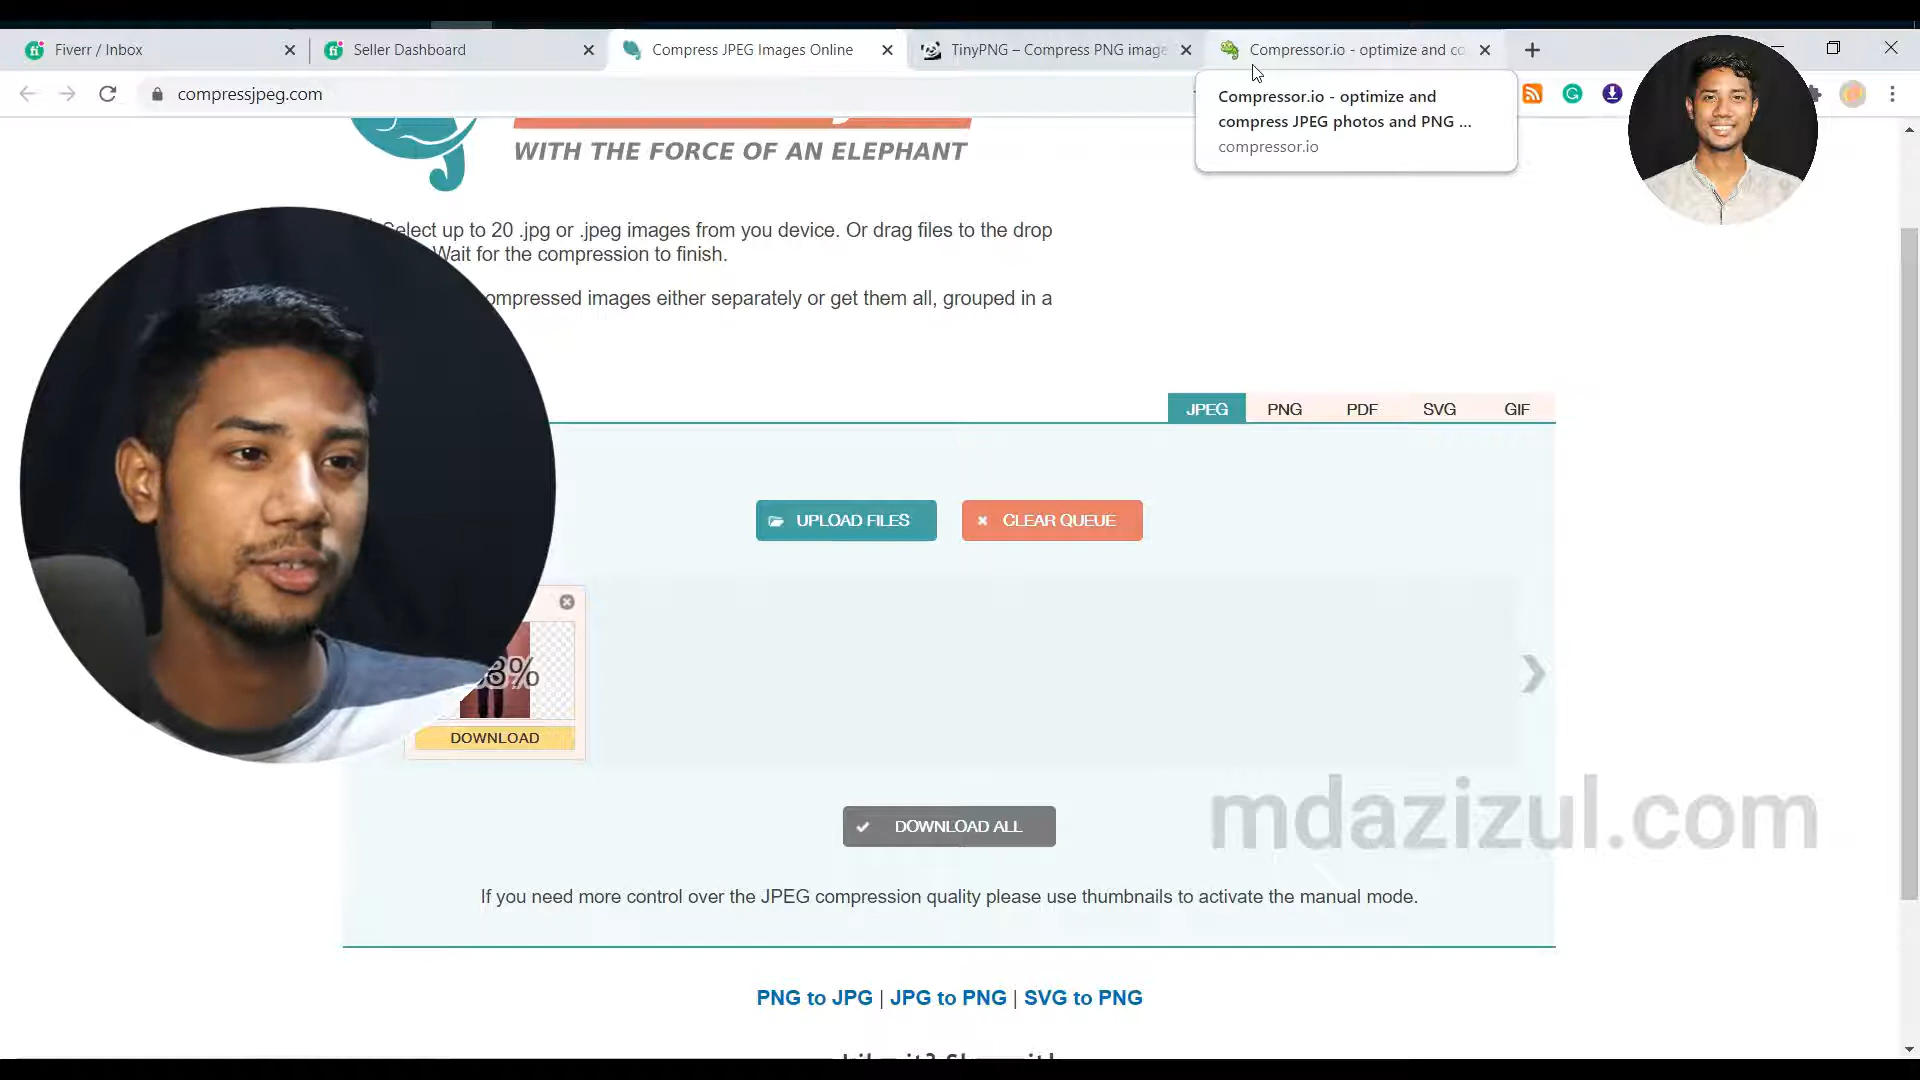 Fiverr / Inbox
Seller Dashboard
Compress JPEG Images Online
TinyPNG – Compress PNG image
Compressor.io - optimize and co
compressjpeg.com
Compressor.io - optimize and
compress JPEG photos and PNG ...
compressor.io
WITH THE FORCE OF AN ELEPHANT
Select up to 20 .jpg or .jpeg images from you device. Or drag files to the drop
Wait for the compression to finish.
ompressed images either separately or get them all, grouped in a
JPEG
PNG
PDF
SVG
GIF
UPLOAD FILES
CLEAR QUEUE
3%
DOWNLOAD
DOWNLOAD ALL
mdazizul.com
If you need more control over the JPEG compression quality please use thumbnails to activate the manual mode.
PNG to JPG | JPG to PNG | SVG to PNG